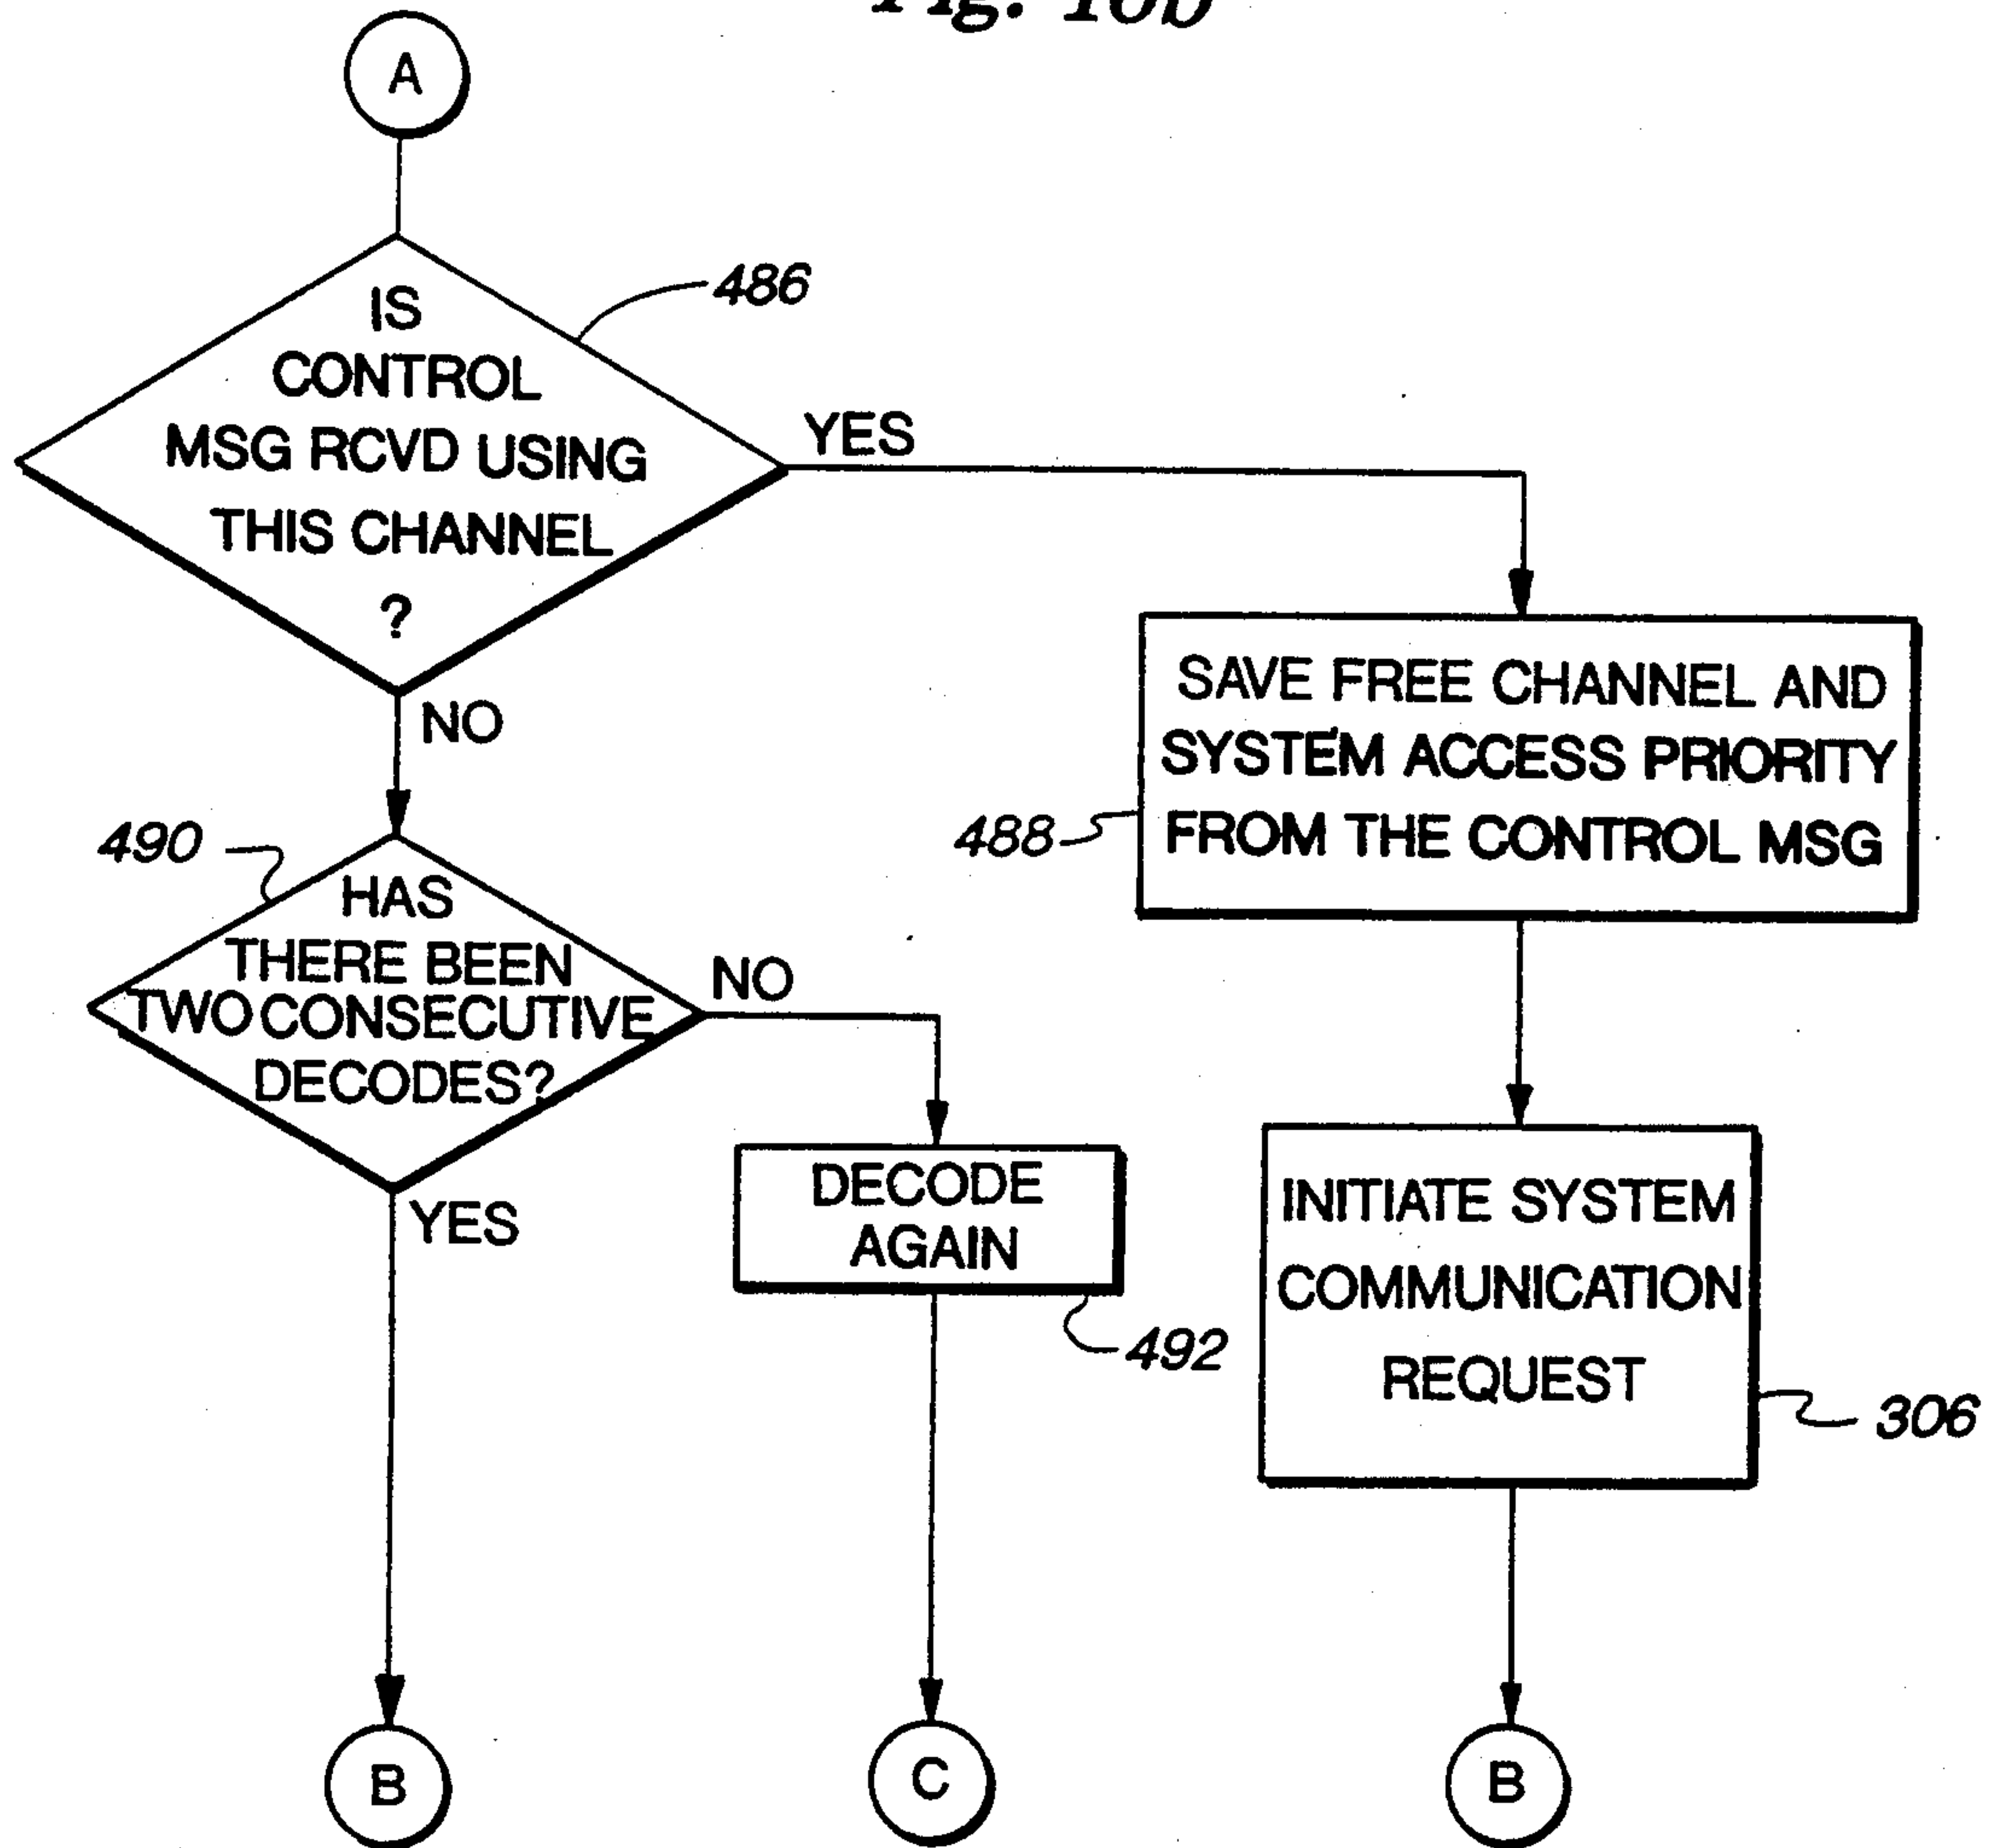 Fig. 10b
A
IS
CONTROL
MSG RCVD USING
THIS CHANNEL
?
486
YES
NO
SAVE FREE CHANNEL AND
SYSTEM ACCESS PRIORITY
FROM THE CONTROL MSG
488
490
HAS
THERE BEEN
TWO CONSECUTIVE
DECODES?
NO
YES
DECODE
AGAIN
492
INITIATE SYSTEM
COMMUNICATION
REQUEST
306
B
C
B